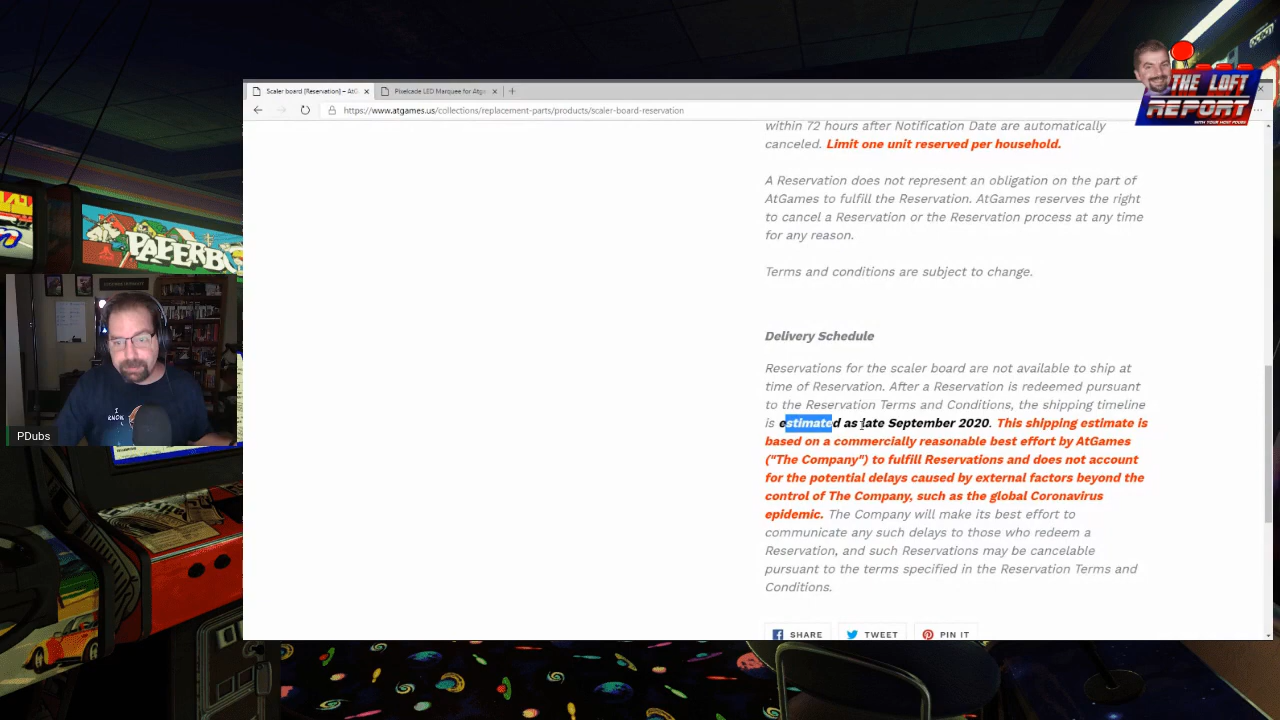 THE LOFT
REPORT
WITH YOUR HOST PDUBS
Scaler board [Reservation] – AtG
Pixelcade LED Marquee for Atga
https://www.atgames.us/collections/replacement-parts/products/scaler-board-reservation
within 72 hours after Notification Date are automatically
canceled. Limit one unit reserved per household.
A Reservation does not represent an obligation on the part of
AtGames to fulfill the Reservation. AtGames reserves the right
to cancel a Reservation or the Reservation process at any time
for any reason.
Terms and conditions are subject to change.
Delivery Schedule
Reservations for the scaler board are not available to ship at
time of Reservation. After a Reservation is redeemed pursuant
to the Reservation Terms and Conditions, the shipping timeline
is estimated as late September 2020. This shipping estimate is
based on a commercially reasonable best effort by AtGames
("The Company") to fulfill Reservations and does not account
for the potential delays caused by external factors beyond the
control of The Company, such as the global Coronavirus
epidemic. The Company will make its best effort to
communicate any such delays to those who redeem a
Reservation, and such Reservations may be cancelable
pursuant to the terms specified in the Reservation Terms and
Conditions.
SHARE TWEET PIN IT
PAPERB
I
KNOW
PDubs